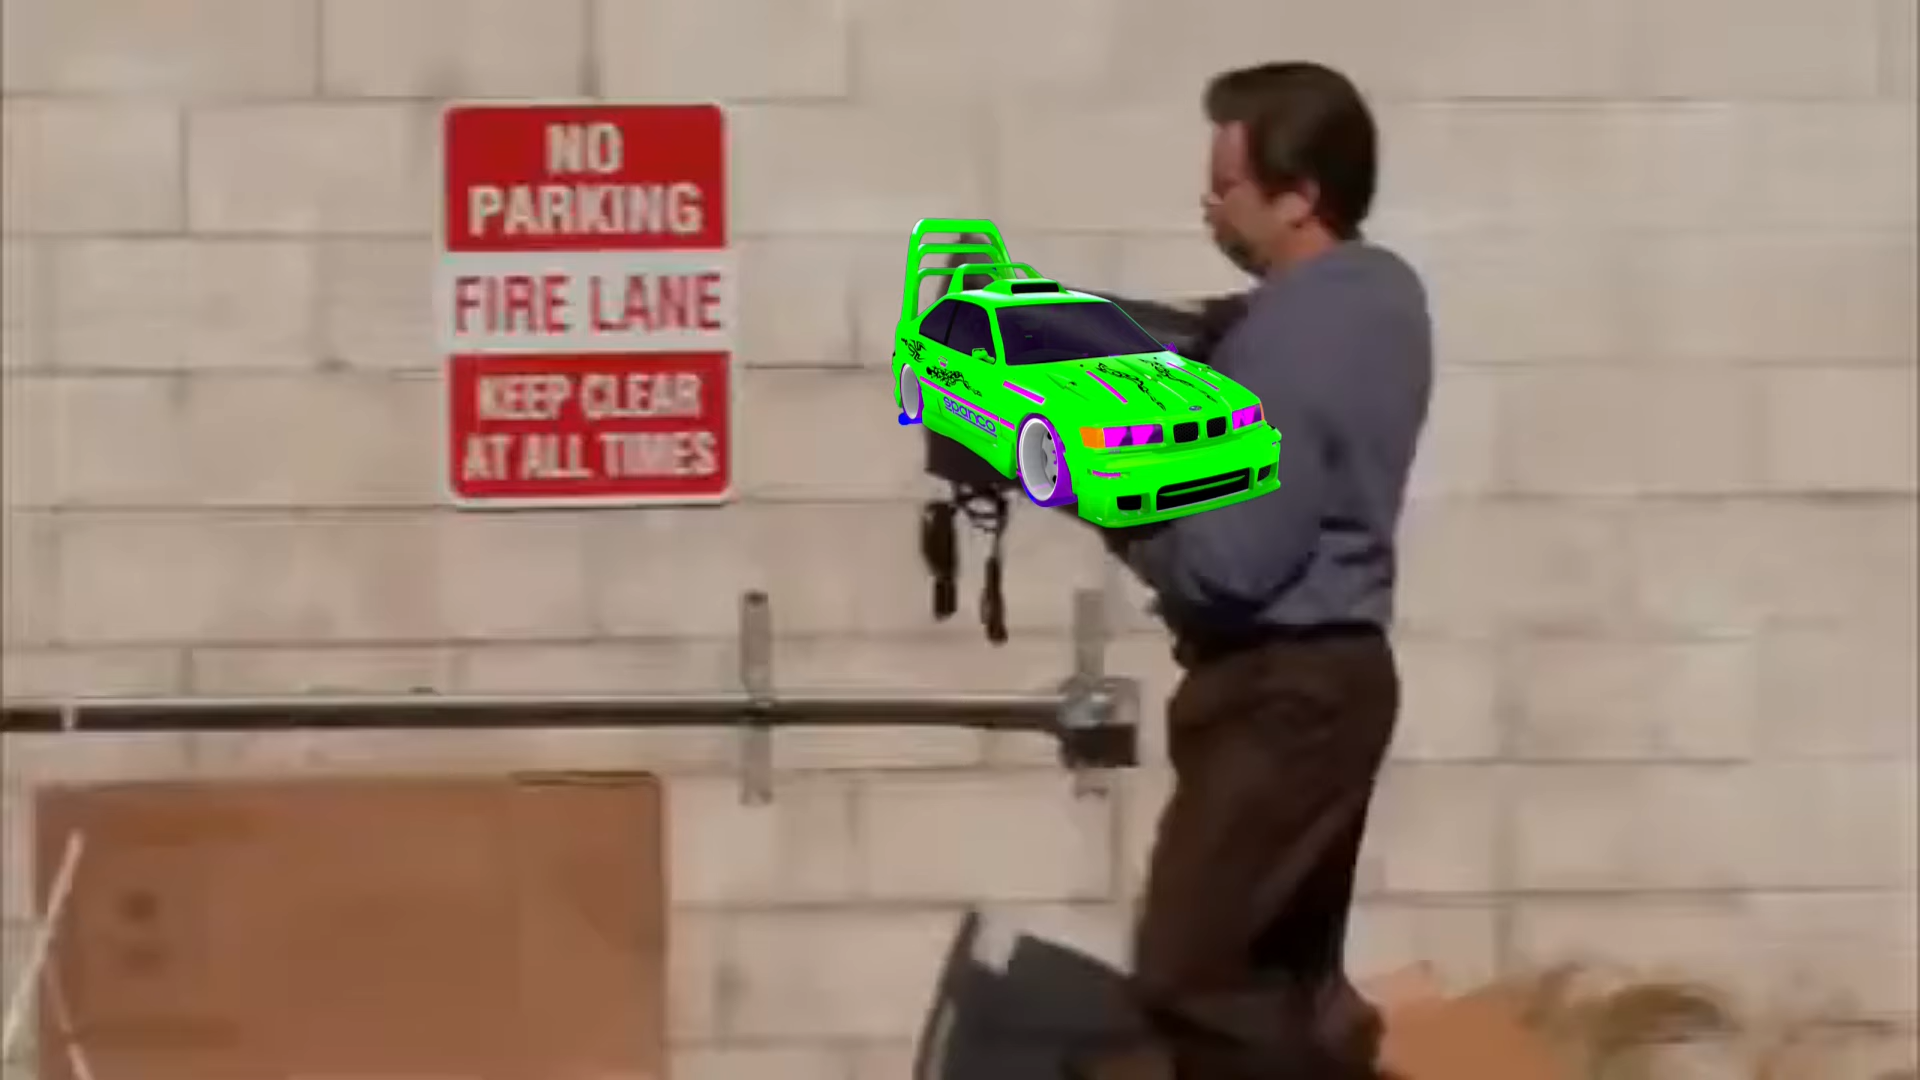 NO
PARKING
FIRE LANE
KEEP CLEAR
AT ALL TIMES
sparco